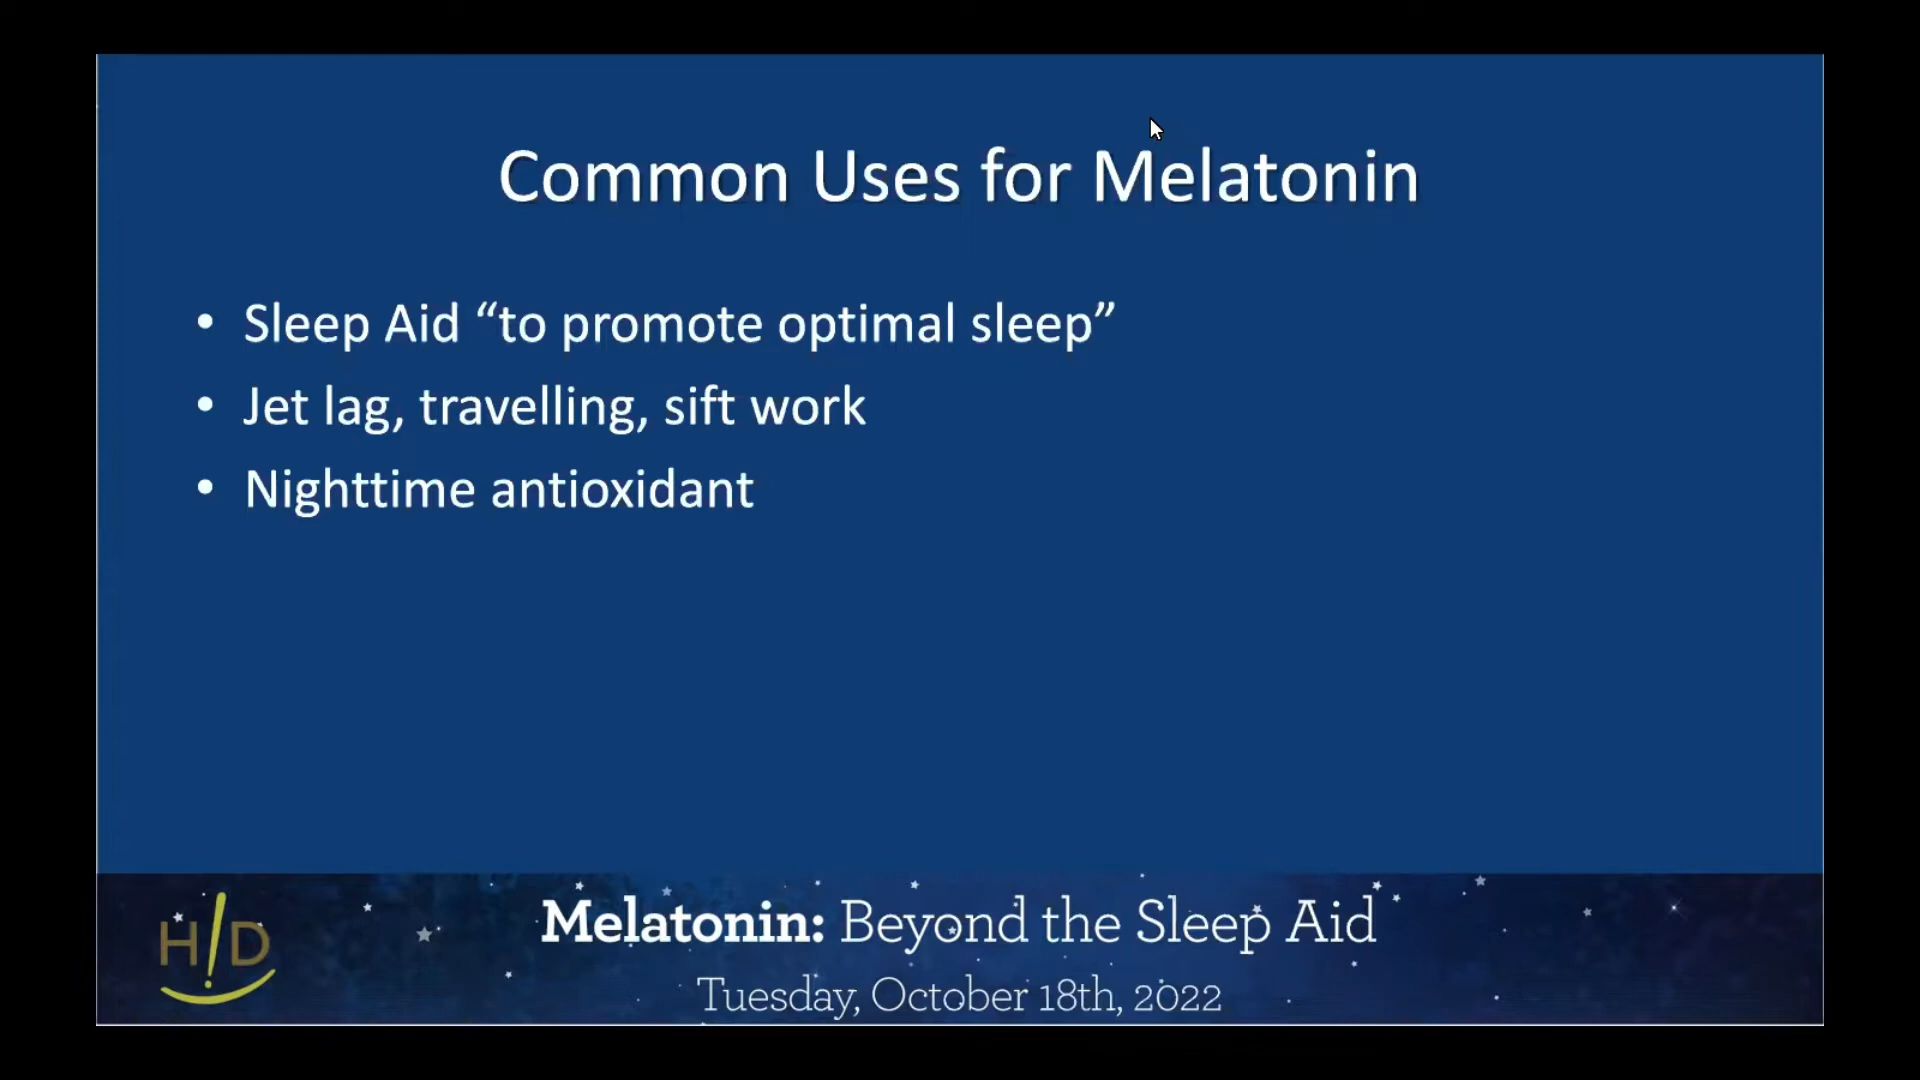 Common Uses for Melatonin
• Sleep Aid “to promote optimal sleep”
• Jet lag, travelling, sift work
• Nighttime antioxidant
H!D
Melatonin: Beyond the Sleep Aid
Tuesday, October 18th, 2022